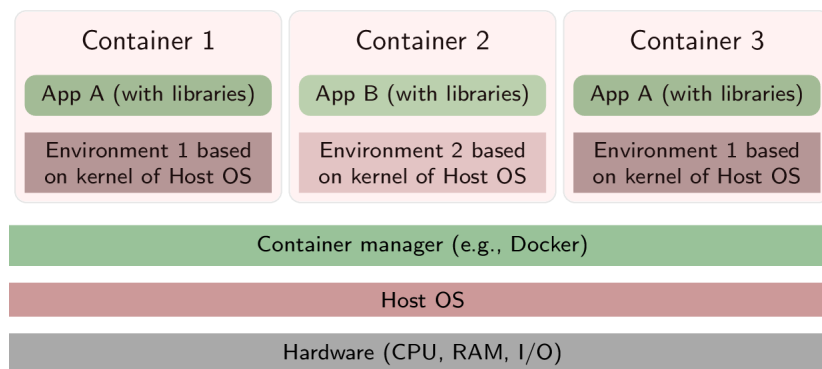 Container 1
App A (with libraries)
Environment 1 based
on kernel of Host OS
Container 2
App B (with libraries)
Environment 2 based
on kernel of Host OS
Container 3
App A (with libraries)
Environment 1 based
on kernel of Host OS
Container manager (e.g., Docker)
Host OS
Hardware (CPU, RAM, I/O)